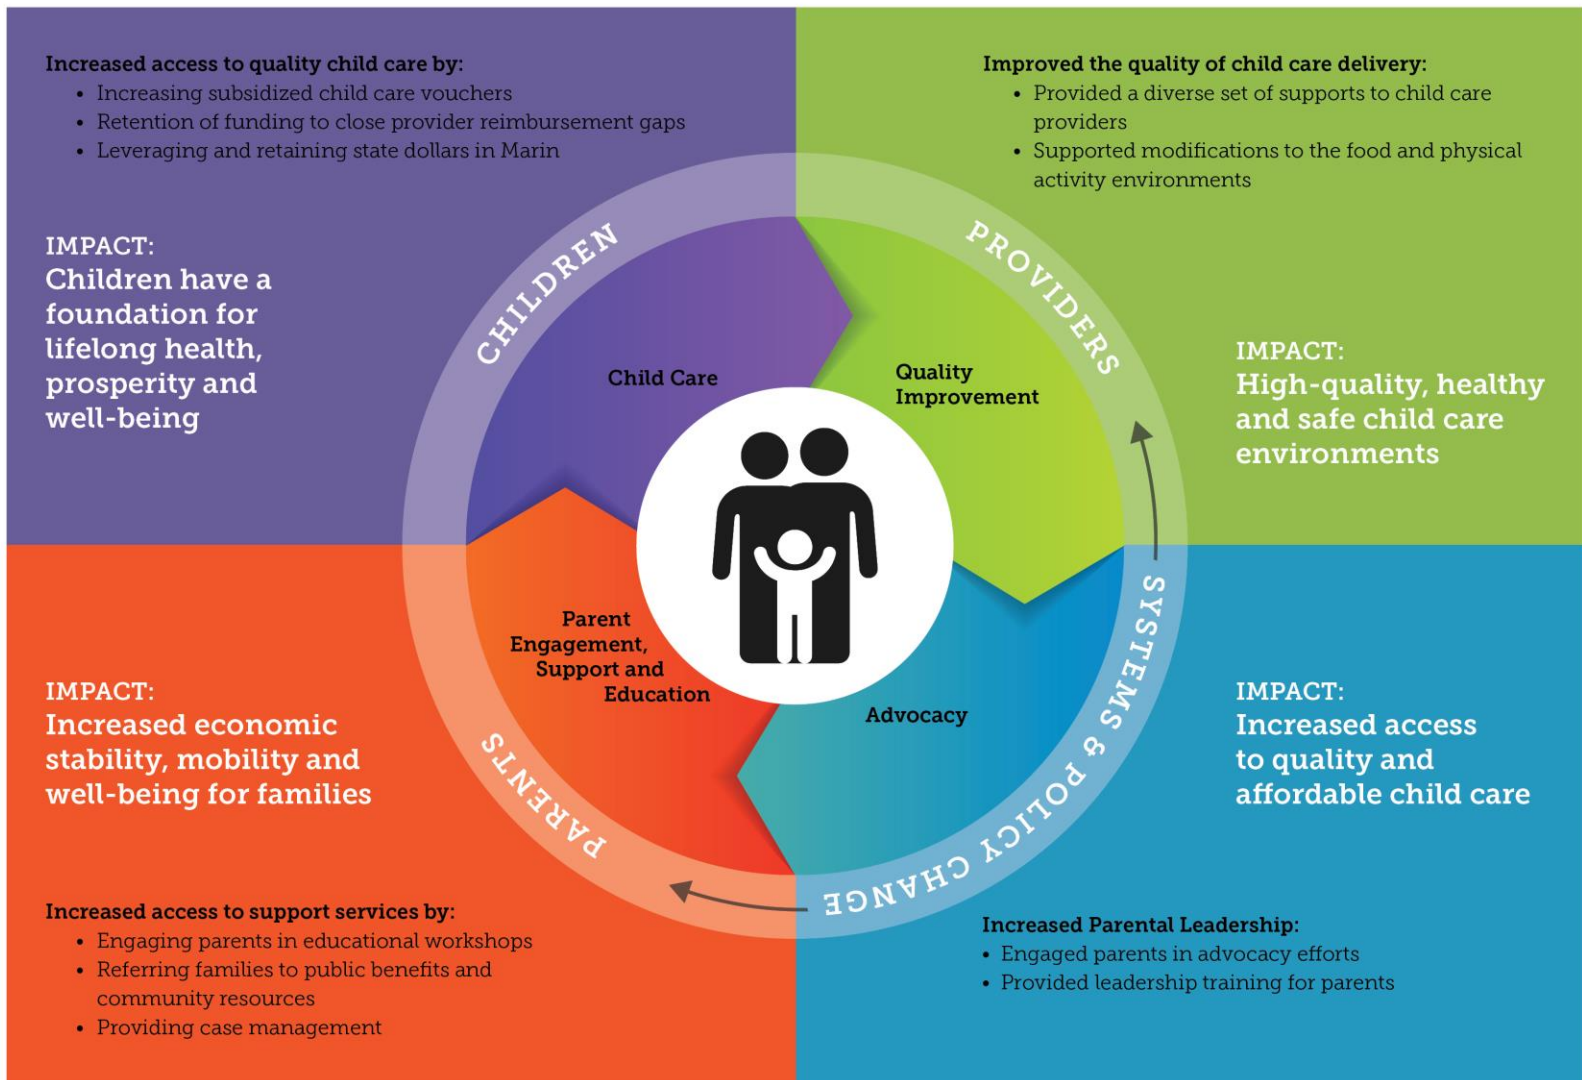 Increased access to quality child care by:
• Increasing subsidized child care vouchers
• Retention of funding to close provider reimbursement gaps
• Leveraging and retaining state dollars in Marin
IMPACT:
Children have a
foundation for
lifelong health,
prosperity and
well-being
Improved the quality of child care delivery:
• Provided a diverse set of supports to child care
providers
• Supported modifications to the food and physical
activity environments
IMPACT:
High-quality, healthy
and safe child care
environments
CHILDREN
PROVIDERS
Child Care
Quality
Improvement
Parent
Engagement,
Support and
Education
Advocacy
PARENTS
SYSTEMS & POLICY CHANGE
IMPACT:
Increased economic
stability, mobility and
well-being for families
Increased access to support services by:
• Engaging parents in educational workshops
• Referring families to public benefits and
community resources
• Providing case management
IMPACT:
Increased access
to quality and
affordable child care
Increased Parental Leadership:
• Engaged parents in advocacy efforts
• Provided leadership training for parents